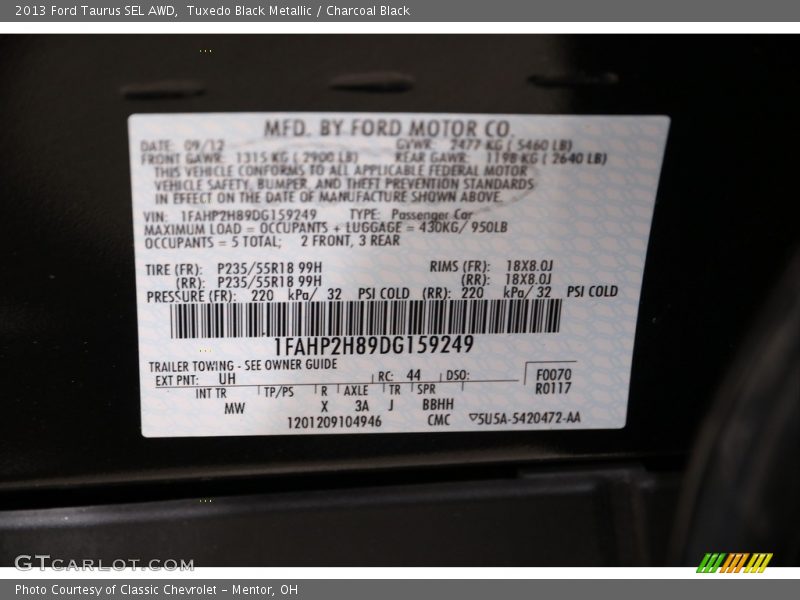 2013 Ford Taurus SEL AWD,  Tuxedo Black Metallic / Charcoal Black
MFD. BY FORD MOTOR CO.
DATE: 09/12 GVWR: 2477 KG ( 5460 LB)
FRONT GAWR: 1315 KG ( 2900 LB) REAR GAWR: 1198 KG ( 2640 LB)
THIS VEHICLE CONFORMS TO ALL APPLICABLE FEDERAL MOTOR
VEHICLE SAFETY, BUMPER, AND THEFT PREVENTION STANDARDS
IN EFFECT ON THE DATE OF MANUFACTURE SHOWN ABOVE.
VIN: 1FAHP2H89DG159249 TYPE: Passenger Car
MAXIMUM LOAD = OCCUPANTS + LUGGAGE = 430KG/ 950LB
OCCUPANTS = 5 TOTAL; 2 FRONT, 3 REAR
TIRE (FR): P235/55R18 99H RIMS (FR): 18X8.0J
(RR): P235/55R18 99H (RR): 18X8.0J
PRESSURE (FR): 220 kPa/ 32 PSI COLD (RR): 220 kPa/ 32 PSI COLD
1FAHP2H89DG159249
TRAILER TOWING - SEE OWNER GUIDE
EXT PNT: UH RC: 44 DSO: F0070
R0117
INT TR TP/PS R AXLE TR SPR
MW X 3A J BBHH
1201209104946 CMC ▽5U5A-5420472-AA
GTCARLOT.COM
Photo Courtesy of Classic Chevrolet - Mentor, OH